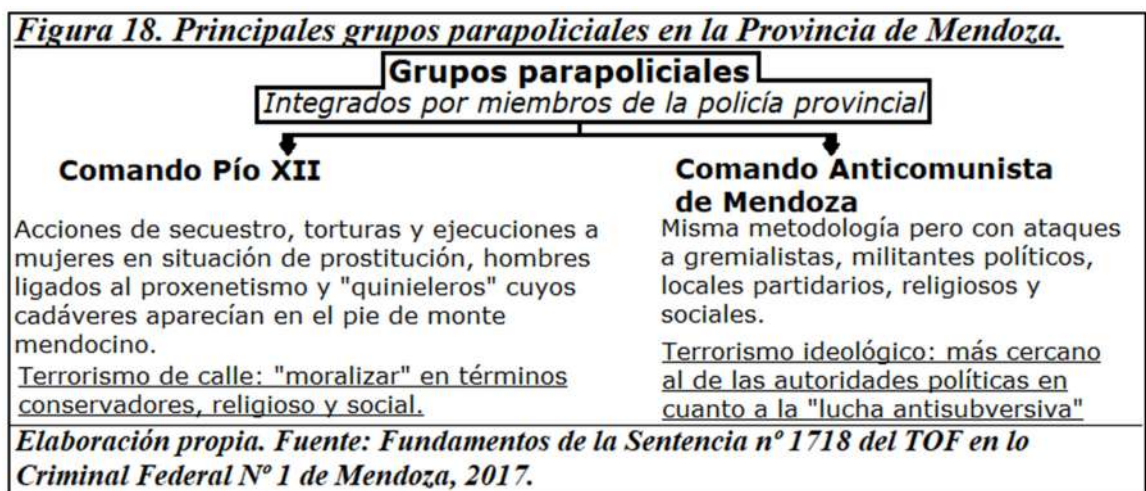 Figura 18. Principales grupos parapoliciales en la Provincia de Mendoza.
Grupos parapoliciales
Integrados por miembros de la policía provincial
Comando Pío XII
Acciones de secuestro, torturas y ejecuciones a
mujeres en situación de prostitución, hombres
ligados al proxenetismo y "quinieleros" cuyos
cadáveres aparecían en el pie de monte
mendocino.
Terrorismo de calle: "moralizar" en términos
conservadores, religioso y social.
Comando Anticomunista
de Mendoza
Misma metodología pero con ataques
a gremialistas, militantes políticos,
locales partidarios, religiosos y
sociales.
Terrorismo ideológico: más cercano
al de las autoridades políticas en
cuanto a la "lucha antisubversiva"
Elaboración propia. Fuente: Fundamentos de la Sentencia nº 1718 del TOF en lo
Criminal Federal Nº 1 de Mendoza, 2017.